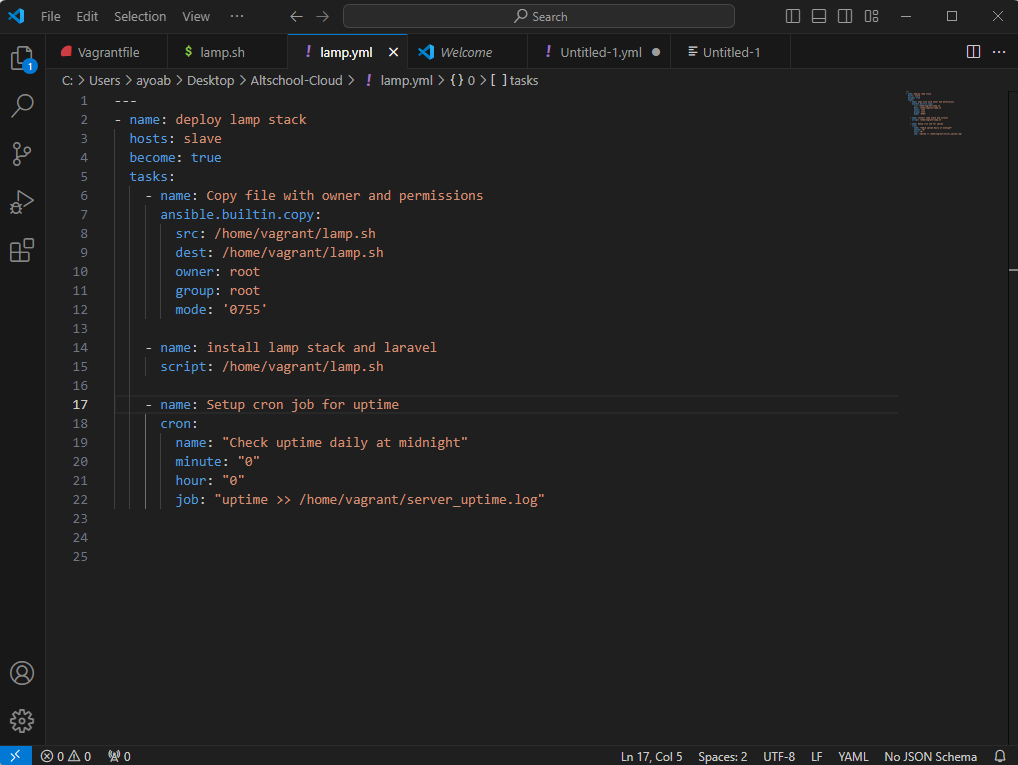 File Edit Selection View ··· Search
1
Vagrantfile $ lamp.sh ! lamp.yml Welcome ! Untitled-1.yml Untitled-1 ···
C: > Users > ayoab > Desktop > Altschool-Cloud > ! lamp.yml > { } 0 > [ ] tasks
1 ---
2 - name: deploy lamp stack
3 hosts: slave
4 become: true
5 tasks:
6 - name: Copy file with owner and permissions
7 ansible.builtin.copy:
8 src: /home/vagrant/lamp.sh
9 dest: /home/vagrant/lamp.sh
10 owner: root
11 group: root
12 mode: '0755'
13
14 - name: install lamp stack and laravel
15 script: /home/vagrant/lamp.sh
16
17 - name: Setup cron job for uptime
18 cron:
19 name: "Check uptime daily at midnight"
20 minute: "0"
21 hour: "0"
22 job: "uptime >> /home/vagrant/server_uptime.log"
23
24
25
0 0 0 Ln 17, Col 5 Spaces: 2 UTF-8 LF YAML No JSON Schema